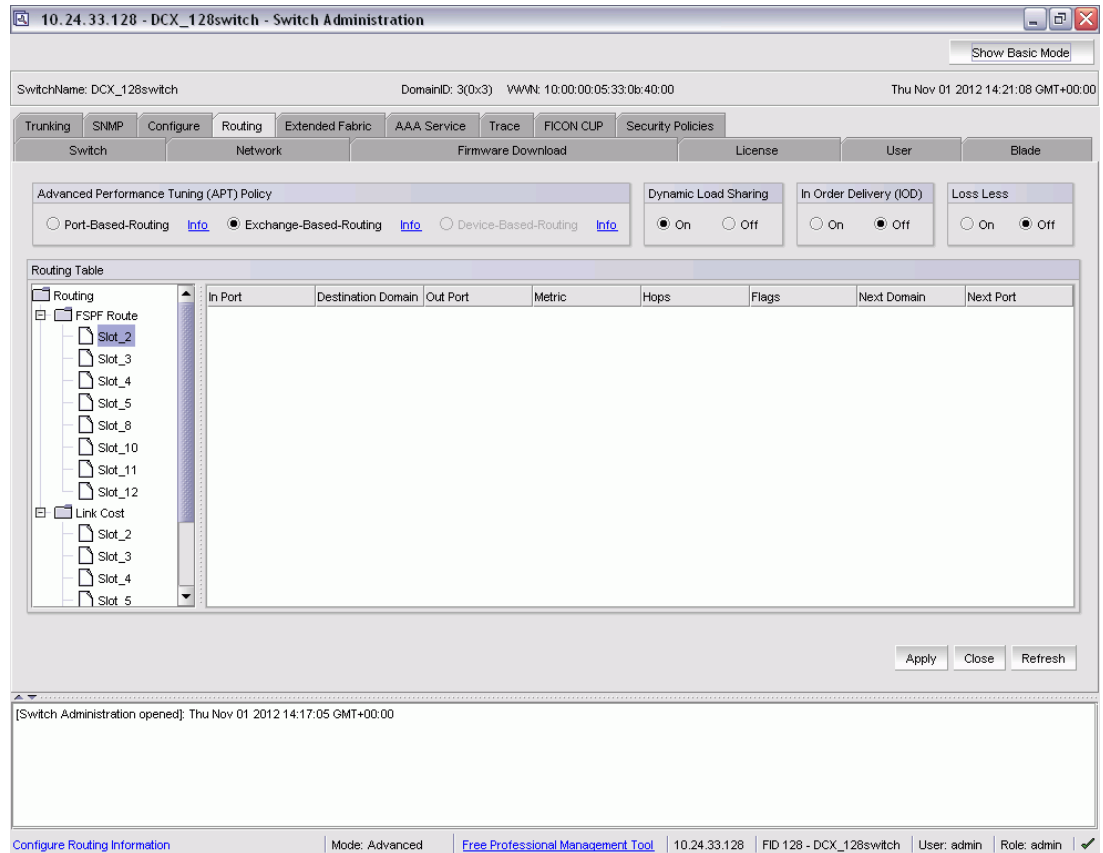 10.24.33.128 - DCX_128switch - Switch Administration
Show Basic Mode
SwitchName: DCX_128switch DomainID: 3(0x3) WWN: 10:00:00:05:33:0b:40:00 Thu Nov 01 2012 14:21:08 GMT+00:00
Trunking SNMP Configure Routing Extended Fabric AAA Service Trace FICON CUP Security Policies
Switch Network Firmware Download License User Blade
Advanced Performance Tuning (APT) Policy Dynamic Load Sharing In Order Delivery (IOD) Loss Less
Port-Based-Routing Info Exchange-Based-Routing Info Device-Based-Routing Info On Off On Off On Off
Routing Table
Routing In Port Destination Domain Out Port Metric Hops Flags Next Domain Next Port
FSPF Route
Slot_2
Slot_3
Slot_4
Slot_5
Slot_8
Slot_10
Slot_11
Slot_12
Link Cost
Slot_2
Slot_3
Slot_4
Slot_5
Apply Close Refresh
[Switch Administration opened]: Thu Nov 01 2012 14:17:05 GMT+00:00
Configure Routing Information Mode: Advanced Free Professional Management Tool 10.24.33.128 FID 128 - DCX_128switch User: admin Role: admin